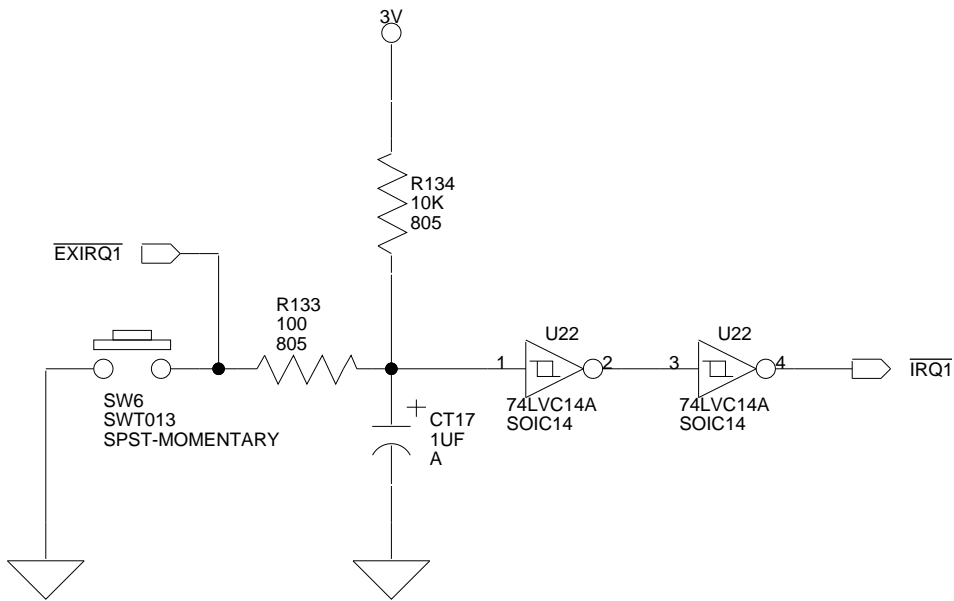 3V
R134
10K
805
EXIRQ1
R133
100
805
SW6
SWT013
SPST-MOMENTARY
CT17
1UF
A
U22
1
2
74LVC14A
SOIC14
U22
3
4
74LVC14A
SOIC14
IRQ1